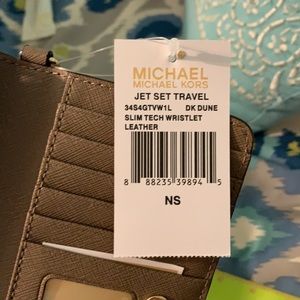 MICHAEL
MICHAEL KORS
JET SET TRAVEL
34S4GTVW1L DK DUNE
SLIM TECH WRISTLET
LEATHER
8 88235 39894 5
NS